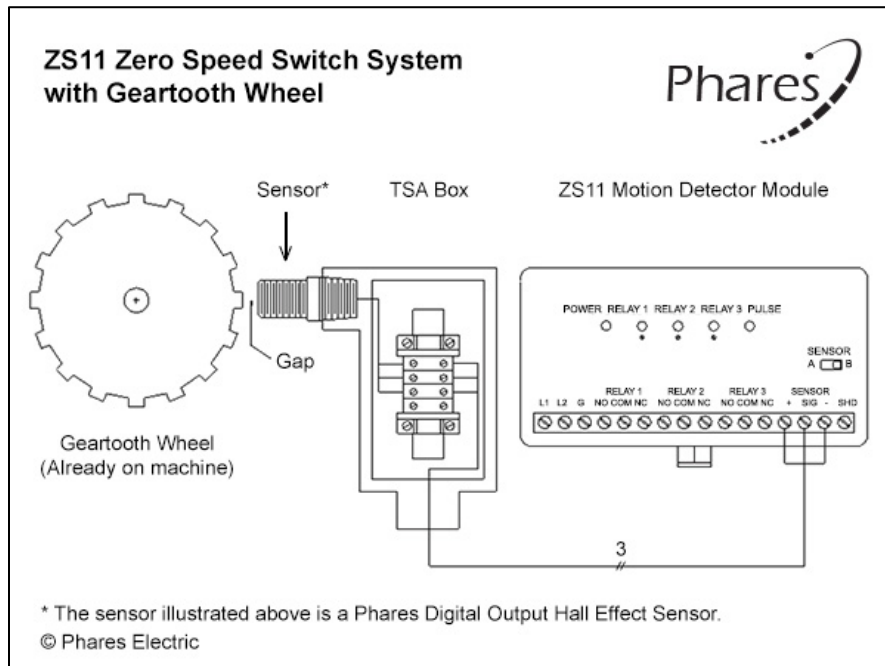 ZS11 Zero Speed Switch System
with Geartooth Wheel
Phares
Sensor*
TSA Box
ZS11 Motion Detector Module
POWER RELAY 1 RELAY 2 RELAY 3 PULSE
SENSOR
A B
Gap
RELAY 1 RELAY 2 RELAY 3 SENSOR
L1 L2 G NO COM NC NO COM NC NO COM NC + SIG - SHD
Geartooth Wheel
(Already on machine)
3
* The sensor illustrated above is a Phares Digital Output Hall Effect Sensor.
© Phares Electric